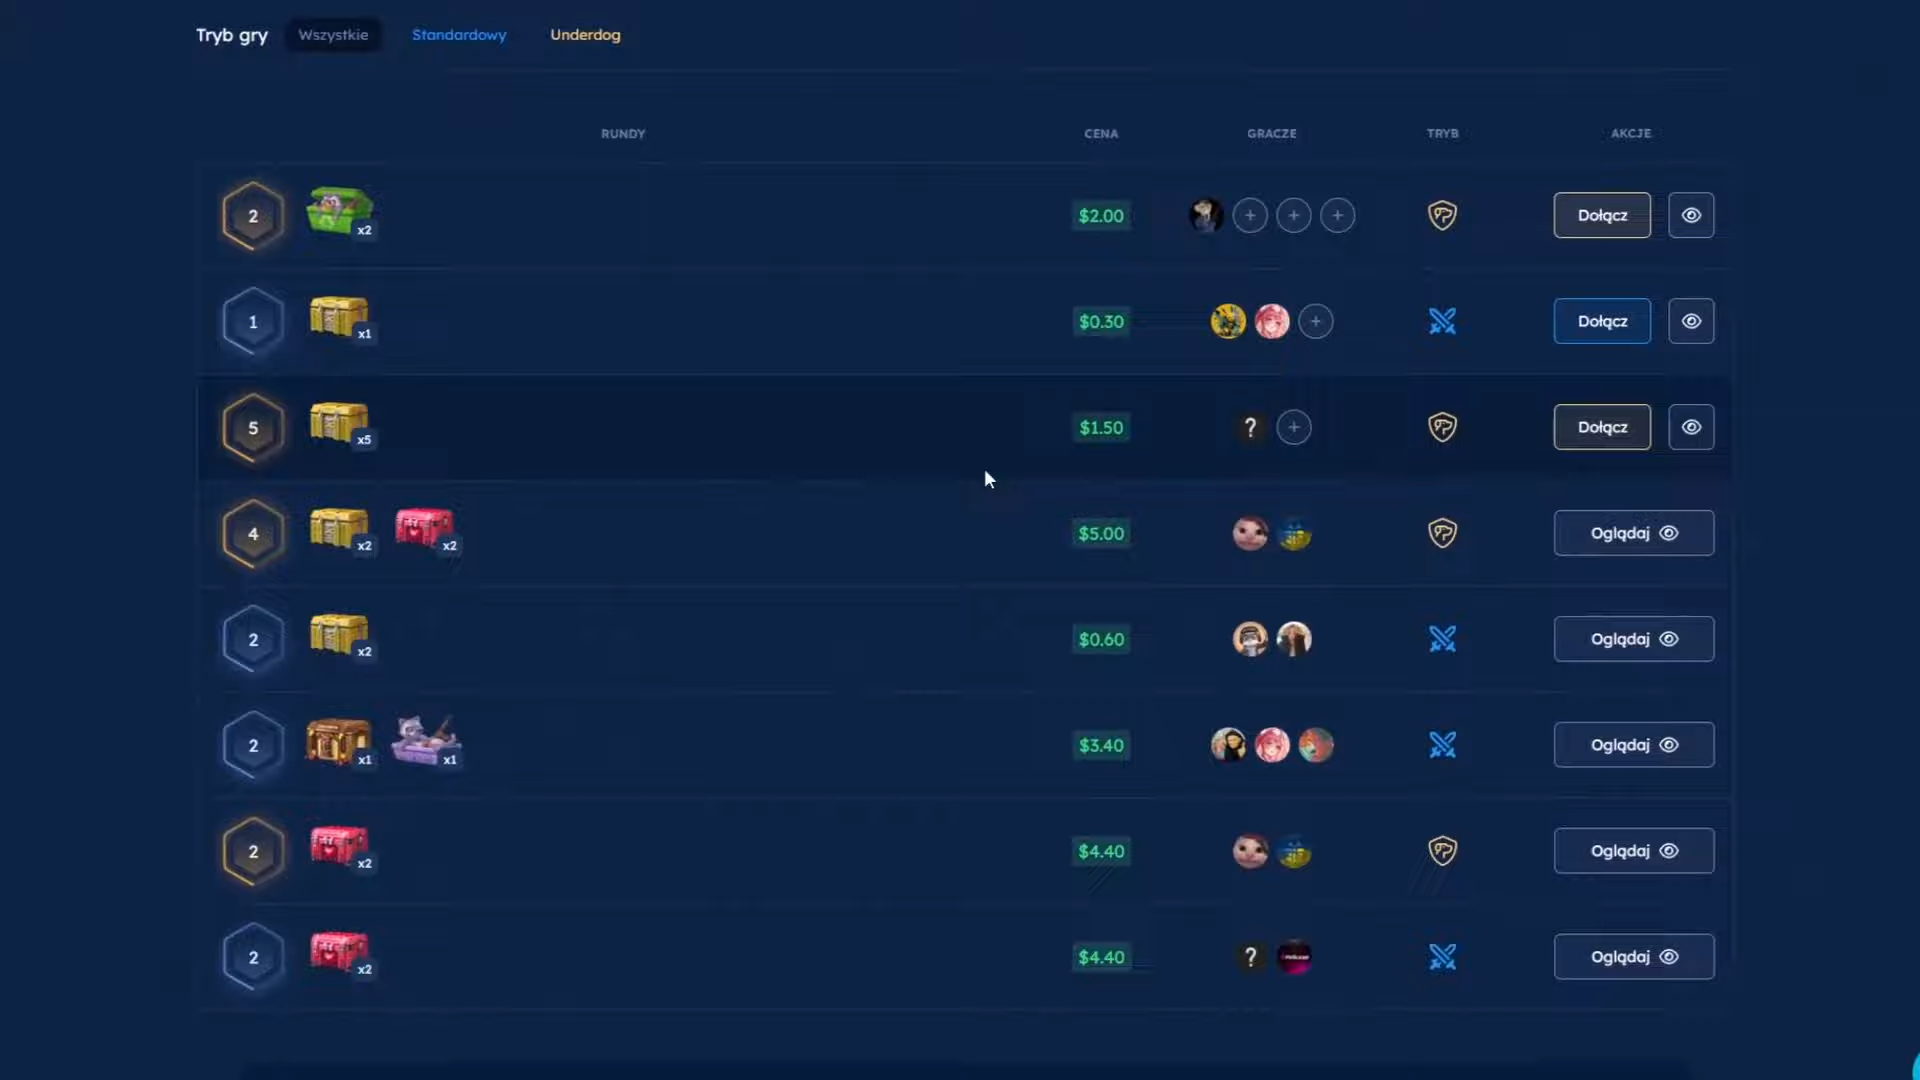 Tryb gry Wszystkie Standardowy Underdog
RUNDY CENA GRACZE TRYB AKCJE
2 x2 $2.00 + + + Dołącz
1 x1 $0.30 + Dołącz
5 x5 $1.50 ? + Dołącz
4 x2 x2 $5.00 Oglądaj
2 x2 $0.60 Oglądaj
2 x1 x1 $3.40 Oglądaj
2 x2 $4.40 Oglądaj
2 x2 $4.40 ? Oglądaj